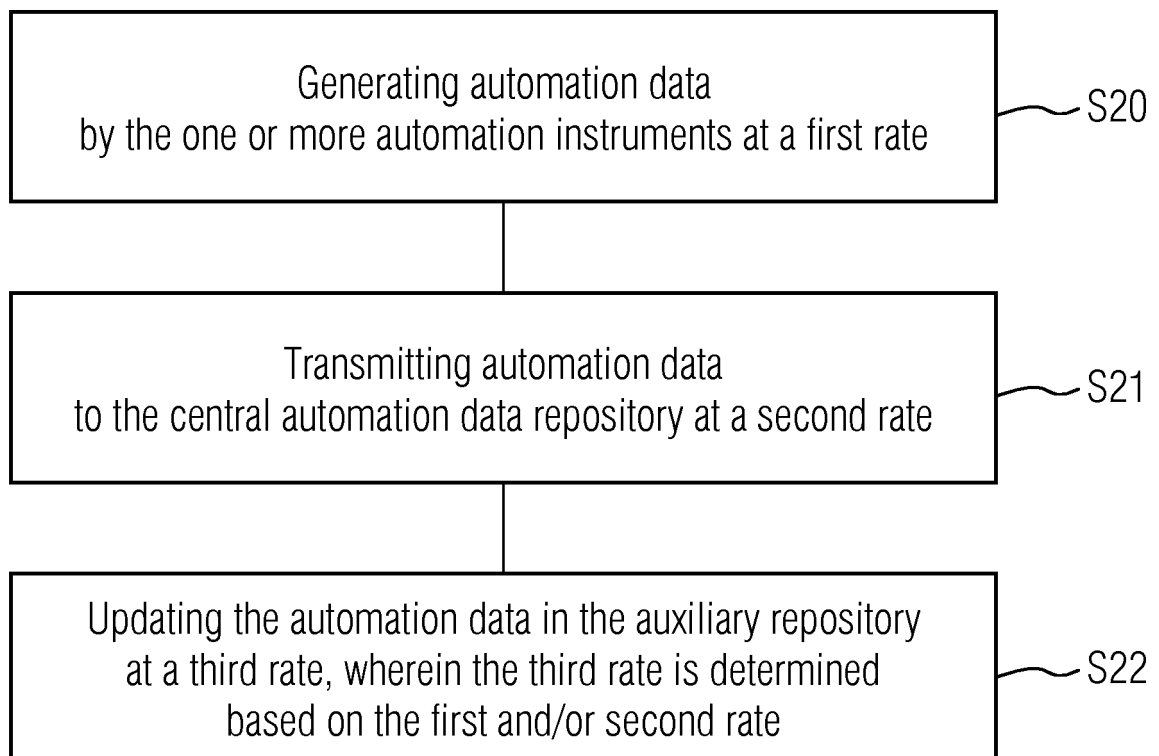 Generating automation data
by the one or more automation instruments at a first rate
S20
Transmitting automation data
to the central automation data repository at a second rate
S21
Updating the automation data in the auxiliary repository
at a third rate, wherein the third rate is determined
based on the first and/or second rate
S22